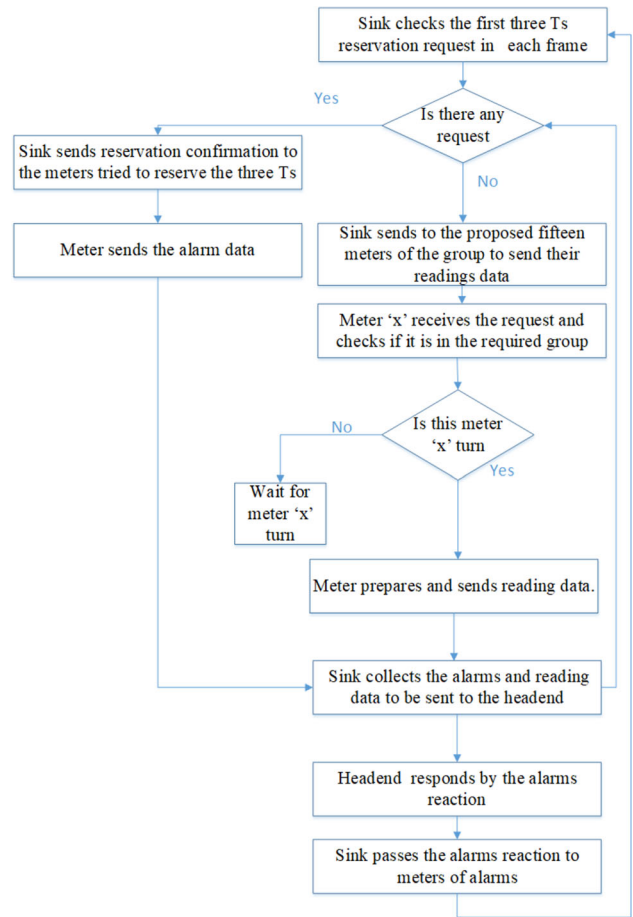 Sink checks the first three Ts
reservation request in each frame
Yes
Is there any
request
Sink sends reservation confirmation to
the meters tried to reserve the three Ts
No
Meter sends the alarm data
Sink sends to the proposed fifteen
meters of the group to send their
readings data
Meter ‘x’ receives the request and
checks if it is in the required group
No
Is this meter
‘x’ turn
Yes
Wait for
meter ‘x’
turn
Meter prepares and sends reading data.
Sink collects the alarms and reading
data to be sent to the headend
Headend responds by the alarms
reaction
Sink passes the alarms reaction to
meters of alarms